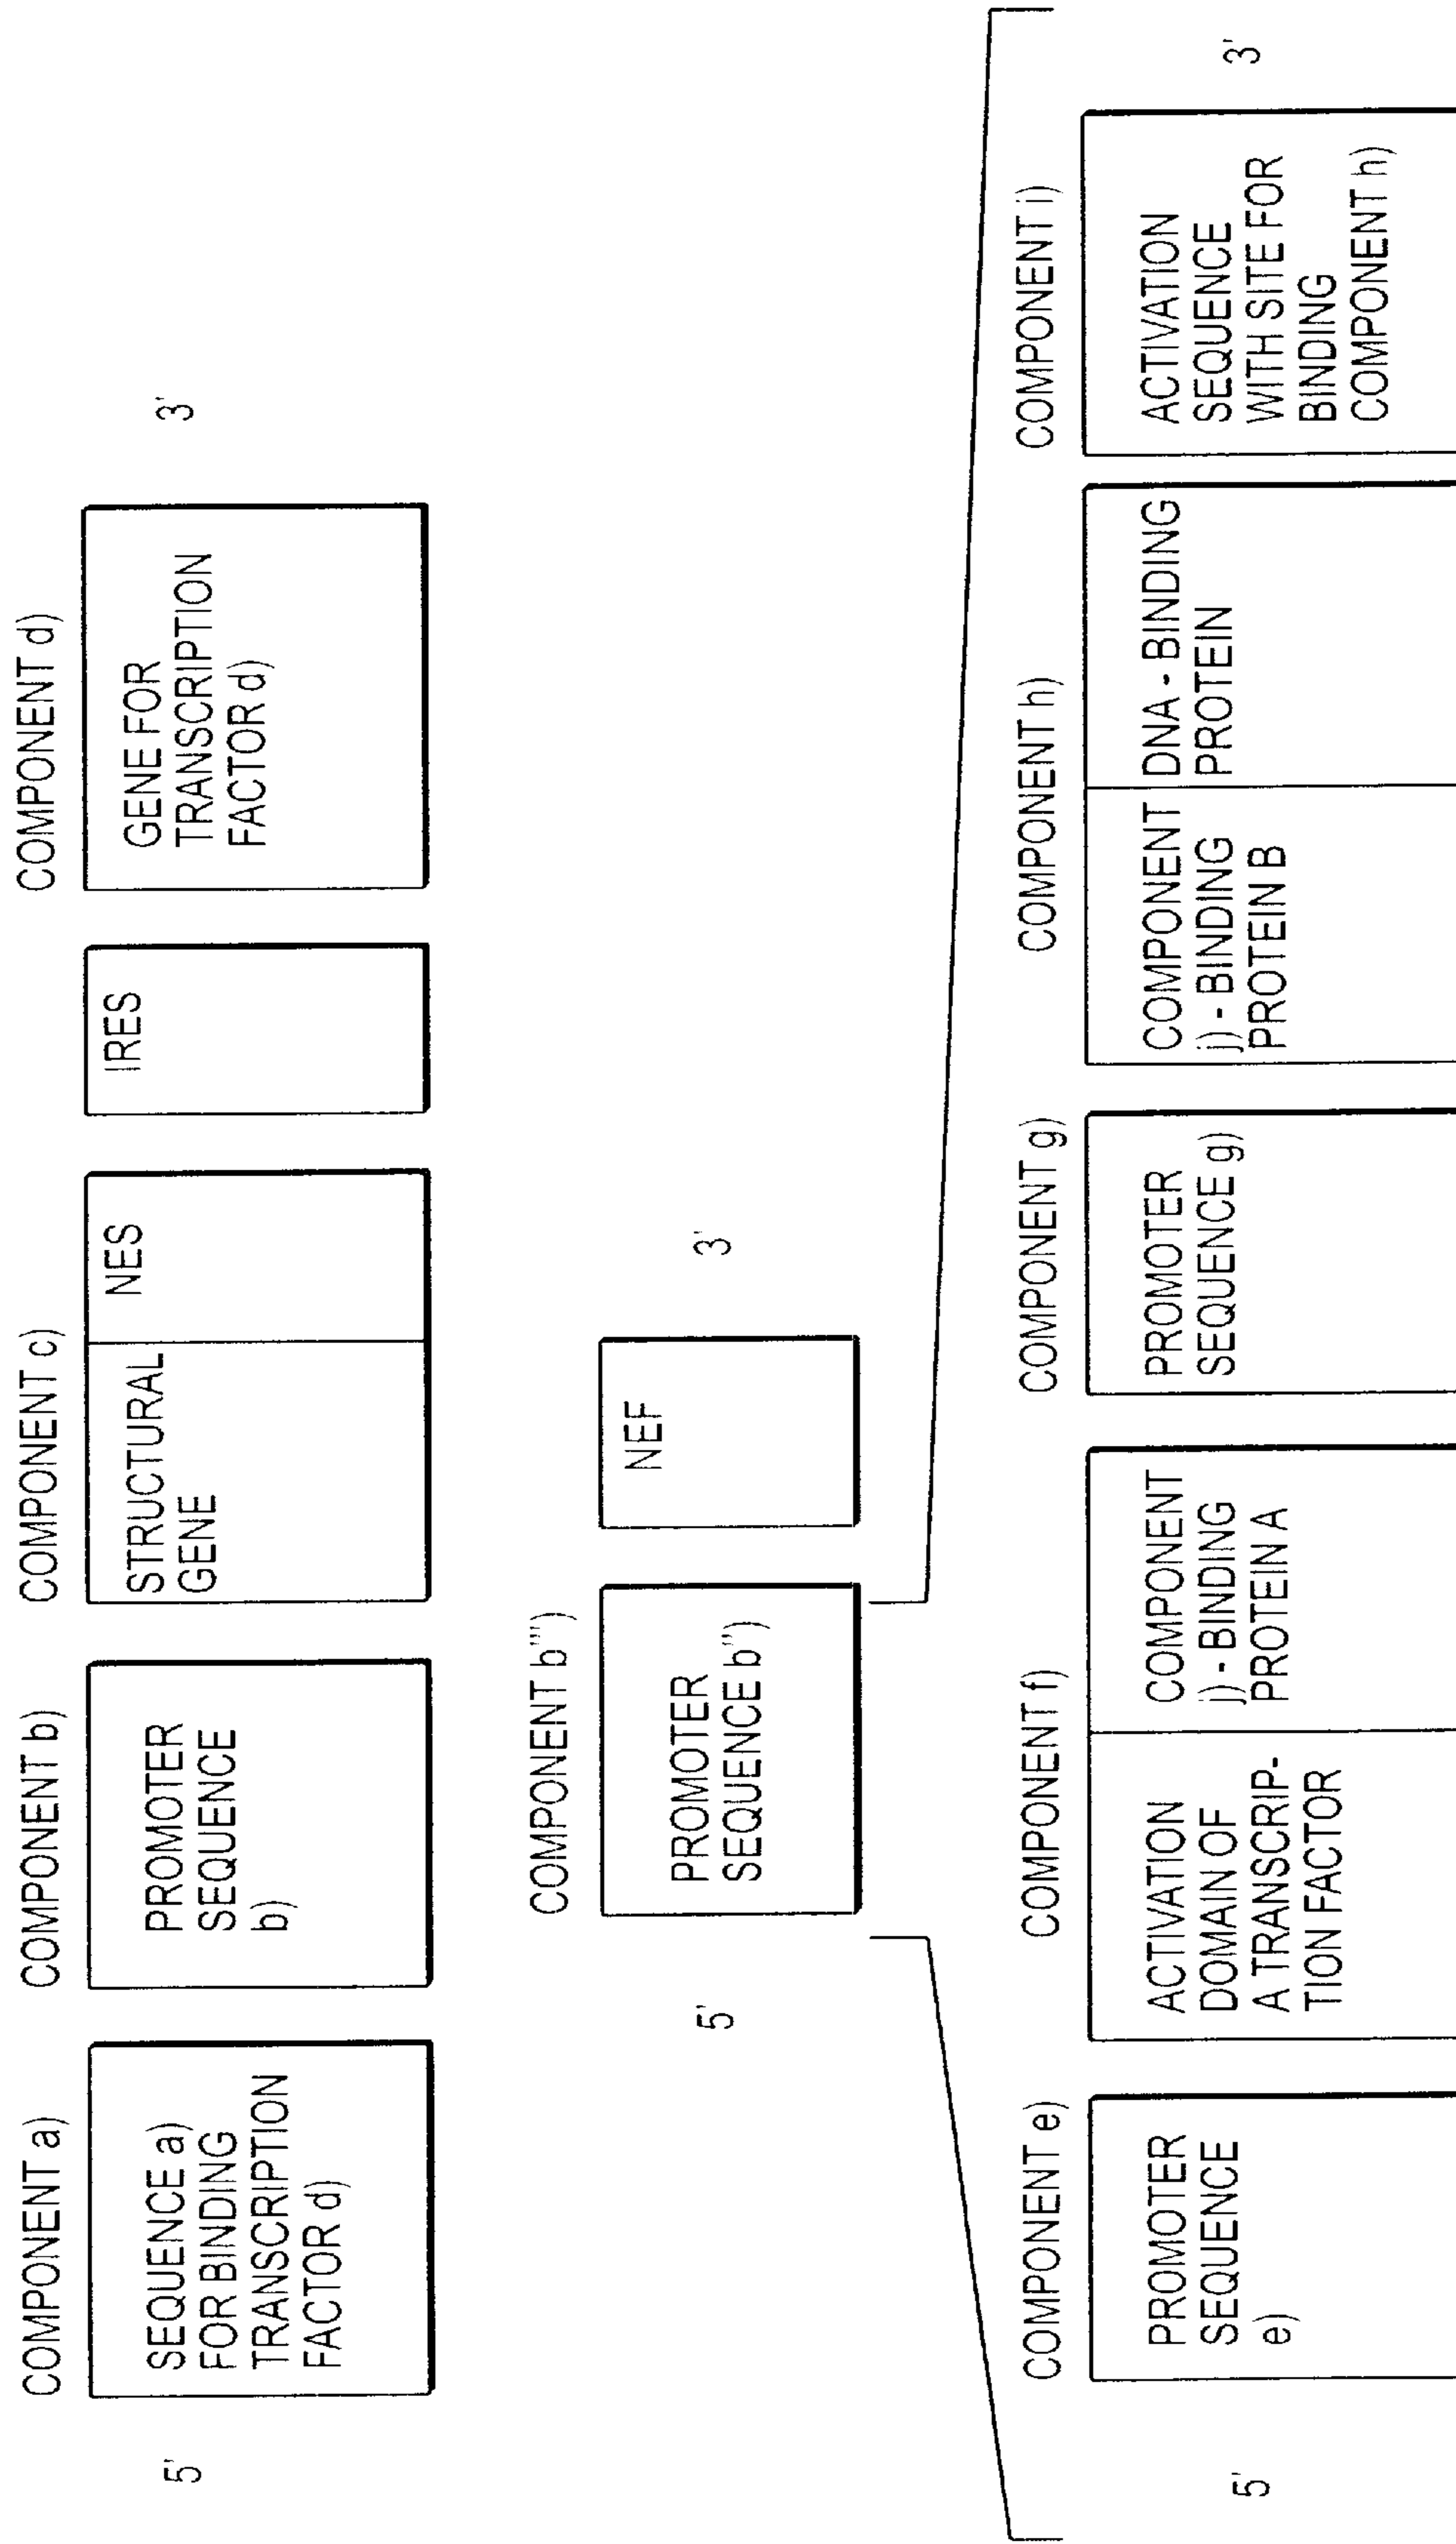 COMPONENT a)
COMPONENT b)
COMPONENT c)
COMPONENT d)
5'
SEQUENCE a)
FOR BINDING
TRANSCRIPTION
FACTOR d)
PROMOTER
SEQUENCE
b)
STRUCTURAL
GENE
NES
IRES
GENE FOR
TRANSCRIPTION
FACTOR d)
3'
COMPONENT b''')
5'
PROMOTER
SEQUENCE b'')
NEF
3'
COMPONENT e)
COMPONENT f)
COMPONENT g)
COMPONENT h)
COMPONENT i)
5'
PROMOTER
SEQUENCE
e)
ACTIVATION
DOMAIN OF
A TRANSCRIP-
TION FACTOR
COMPONENT
j) - BINDING
PROTEIN A
PROMOTER
SEQUENCE g)
COMPONENT
j) - BINDING
PROTEIN B
DNA - BINDING
PROTEIN
ACTIVATION
SEQUENCE
WITH SITE FOR
BINDING
COMPONENT h)
3'